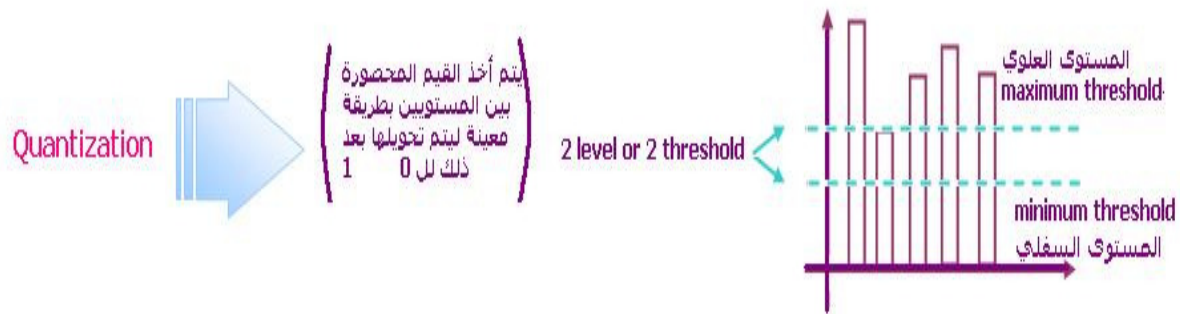 Quantization
يتم أخذ القيم المحصورة
بين المستويين بطريقة
معينة ليتم تحويلها بعد
ذلك لل 0 1
2 level or 2 threshold
المستوى العلوي
maximum threshold
minimum threshold
المستوى السفلي